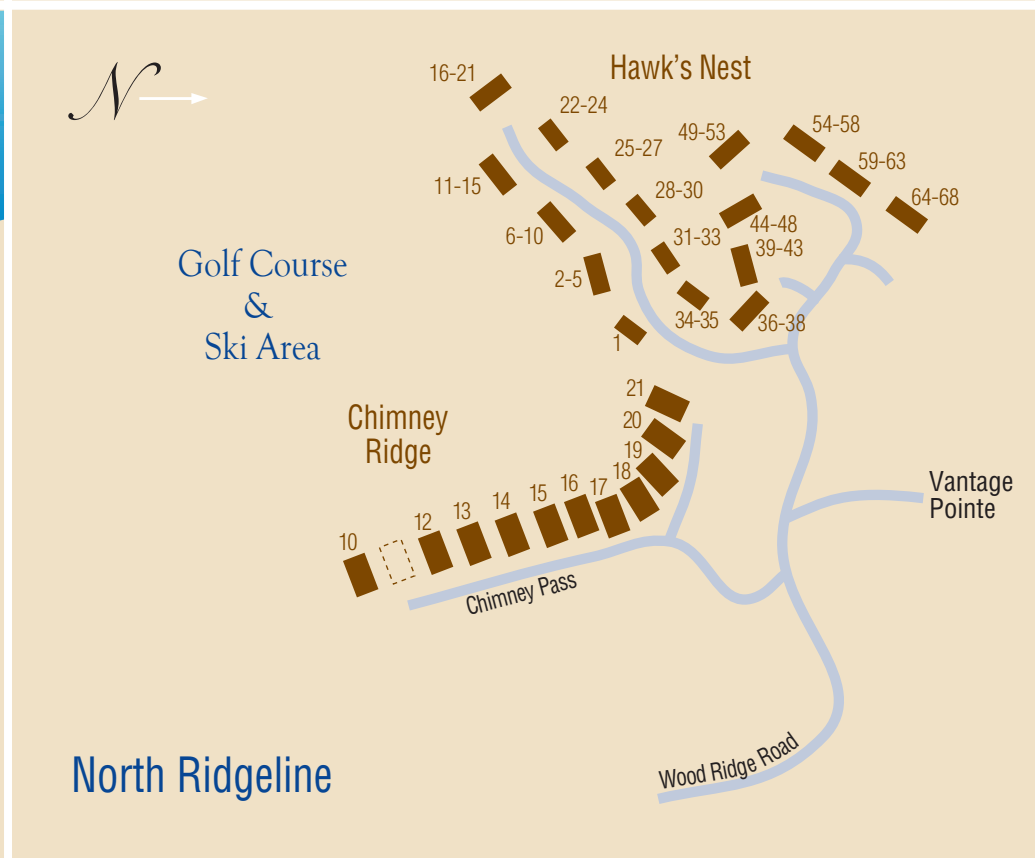 N
Hawk's Nest
16-21
22-24
25-27
28-30
31-33
34-35
11-15
6-10
2-5
1
49-53
54-58
59-63
64-68
44-48
39-43
36-38
Golf Course
&
Ski Area
Chimney
Ridge
21
20
19
18
17
16
15
14
13
12
10
Chimney Pass
Vantage
Pointe
Wood Ridge Road
North Ridgeline